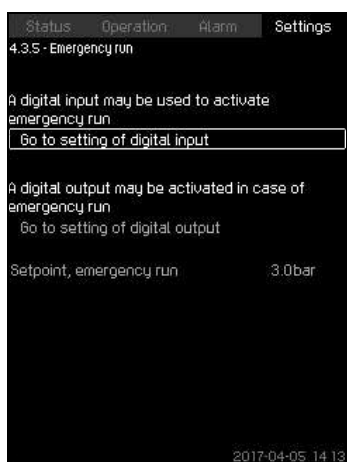 Status Operation Alarm Settings
4.3.5 - Emergency run
A digital input may be used to activate
emergency run
Go to setting of digital input
A digital output may be activated in case of
emergency run
Go to setting of digital output
Setpoint, emergency run 3.0bar
2017-04-05 14 13